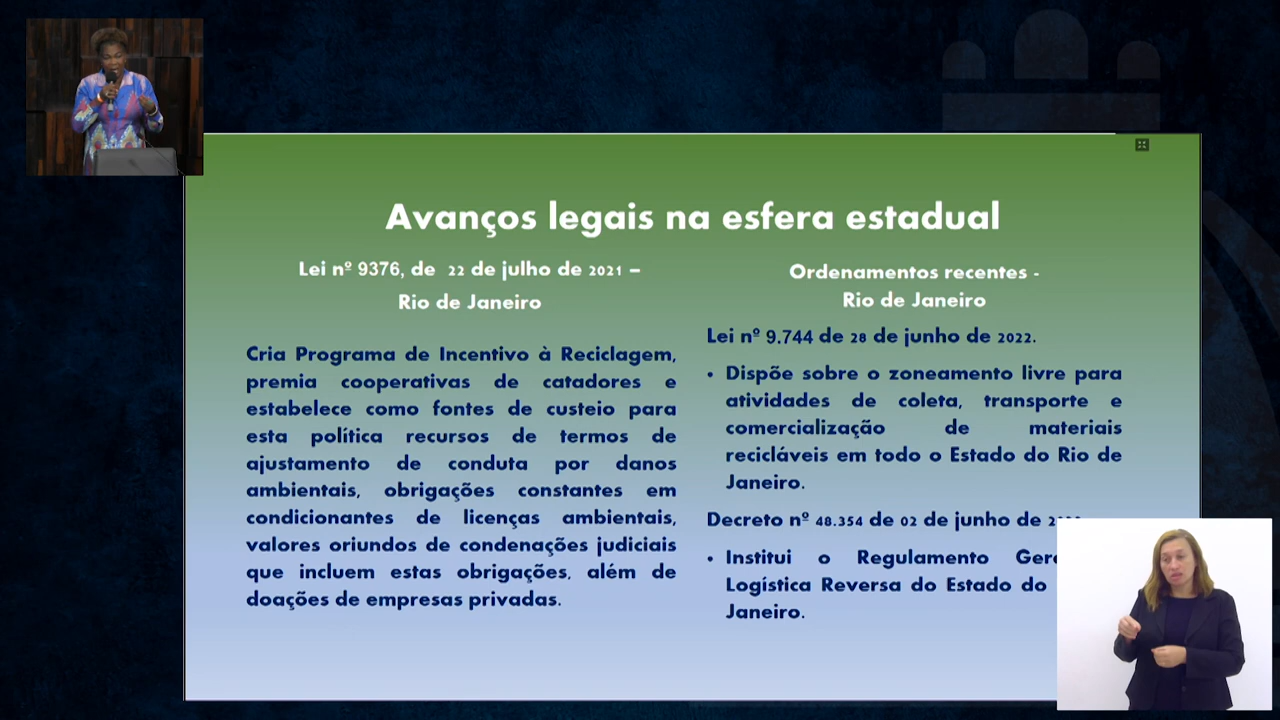 Avanços legais na esfera estadual
Lei nº 9376, de 22 de julho de 2021 –
Rio de Janeiro
Cria Programa de Incentivo à Reciclagem,
premia cooperativas de catadores e
estabelece como fontes de custeio para
esta política recursos de termos de
ajustamento de conduta por danos
ambientais, obrigações constantes em
condicionantes de licenças ambientais,
valores oriundos de condenações judiciais
que incluem estas obrigações, além de
doações de empresas privadas.
Ordenamentos recentes -
Rio de Janeiro
Lei nº 9.744 de 28 de junho de 2022.
• Dispõe sobre o zoneamento livre para
atividades de coleta, transporte e
comercialização de materiais
recicláveis em todo o Estado do Rio de
Janeiro.
Decreto nº 48.354 de 02 de junho de
• Institui o Regulamento
Logística Reversa do Estado do
Janeiro.